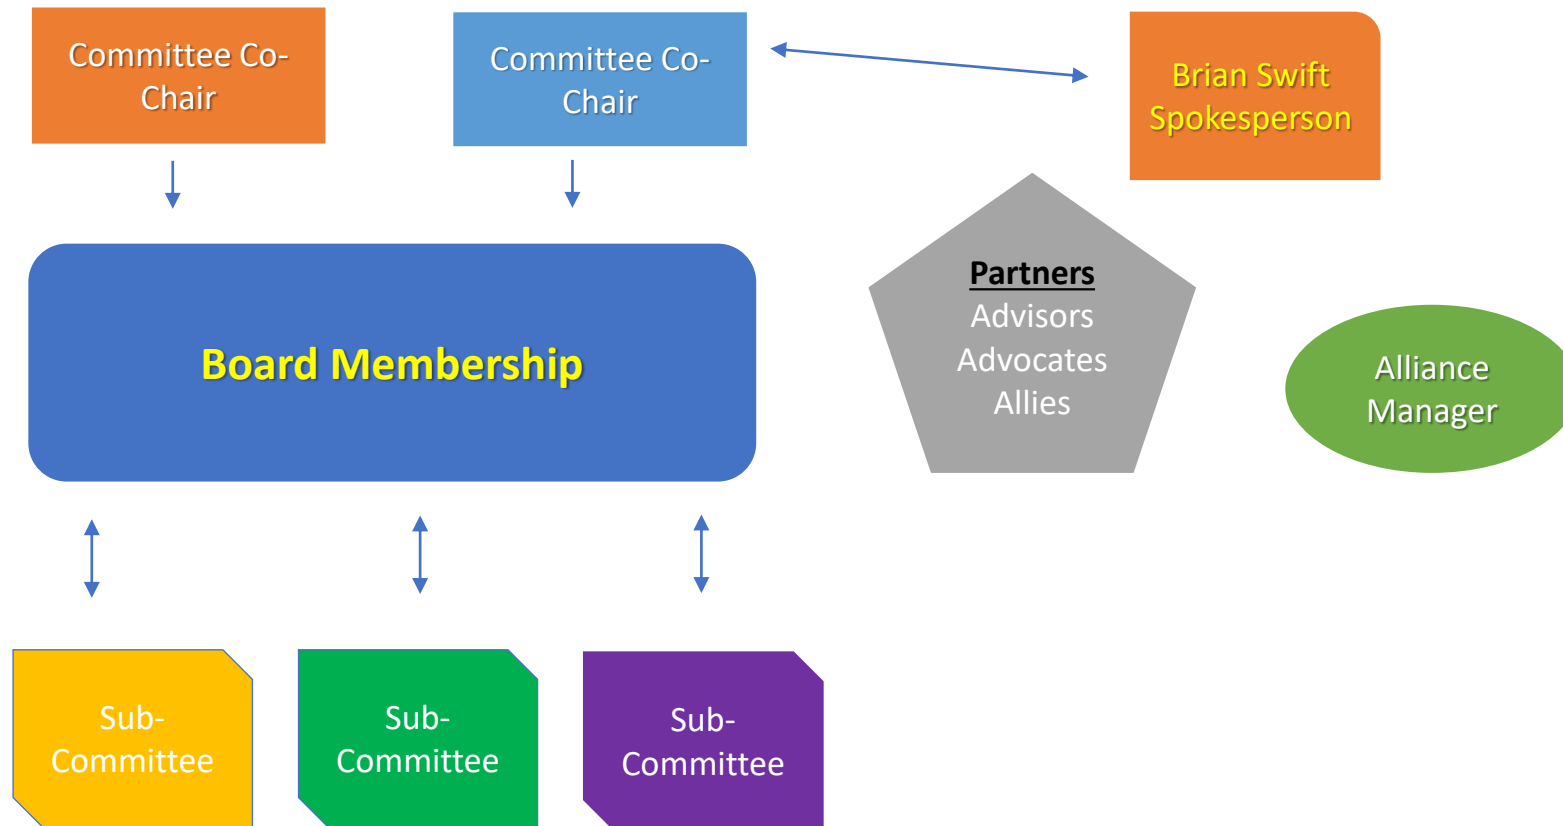 Committee Co-
Chair
Committee Co-
Chair
Brian Swift
Spokesperson
Board Membership
Partners
Advisors
Advocates
Allies
Alliance
Manager
Sub-
Committee
Sub-
Committee
Sub-
Committee